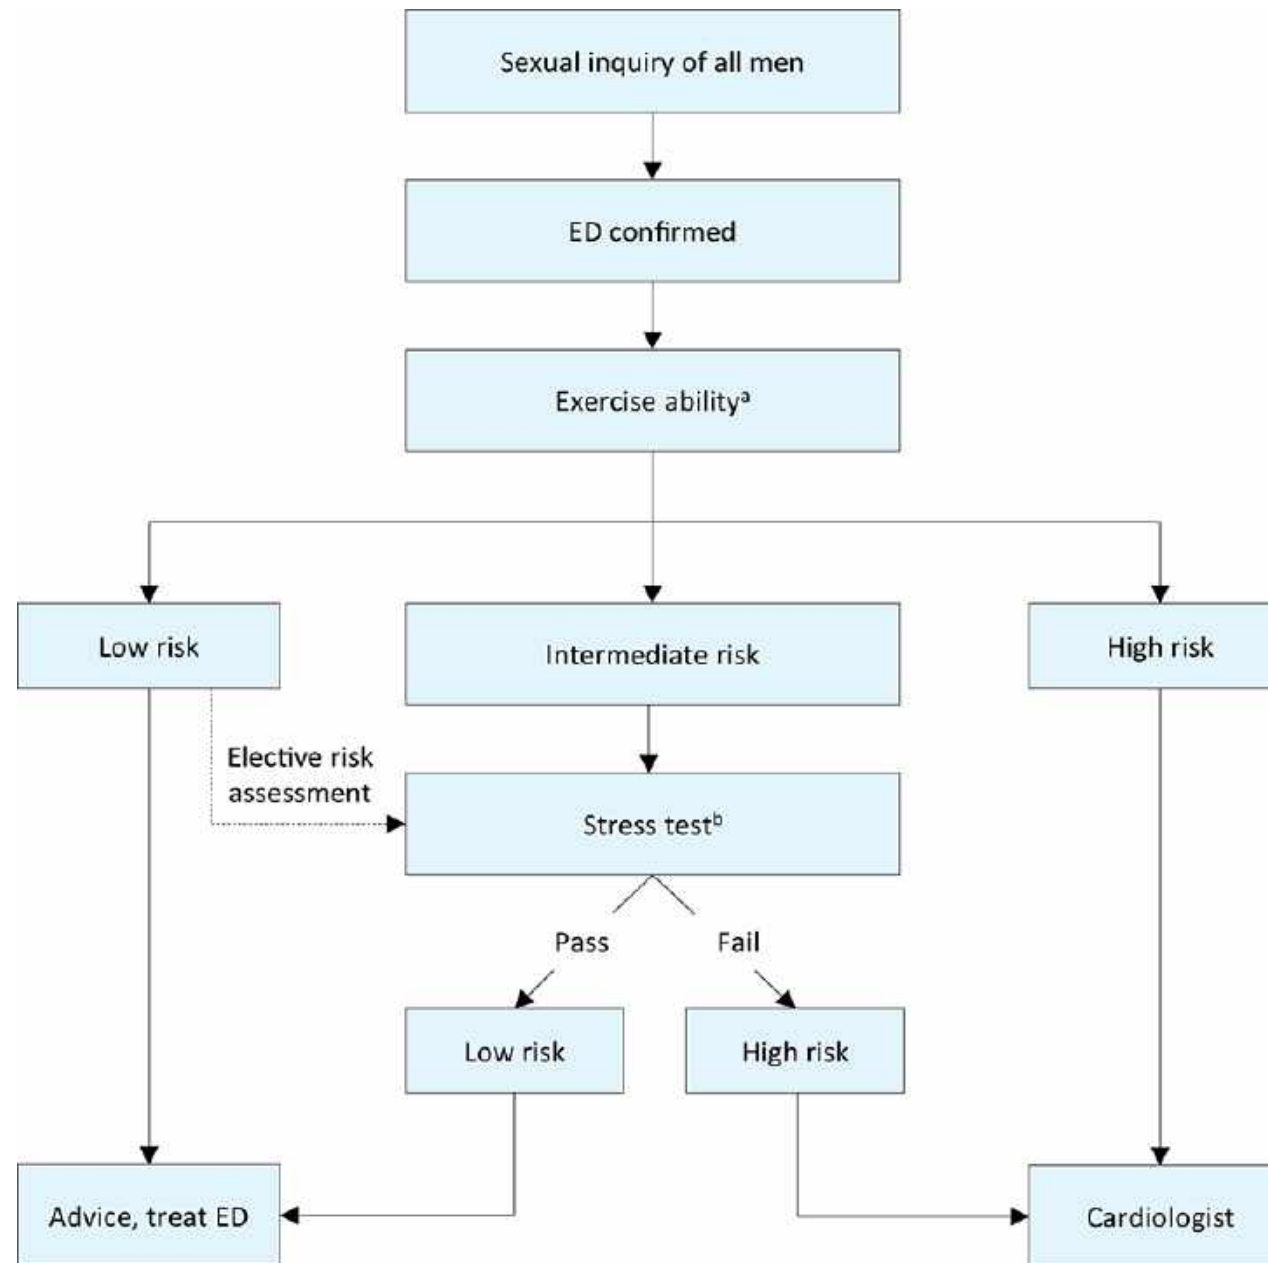 Sexual inquiry of all men
ED confirmed
Exercise abilityᵃ
Low risk
Intermediate risk
High risk
Elective risk
assessment
Stress testᵇ
Pass
Fail
Low risk
High risk
Advice, treat ED
Cardiologist